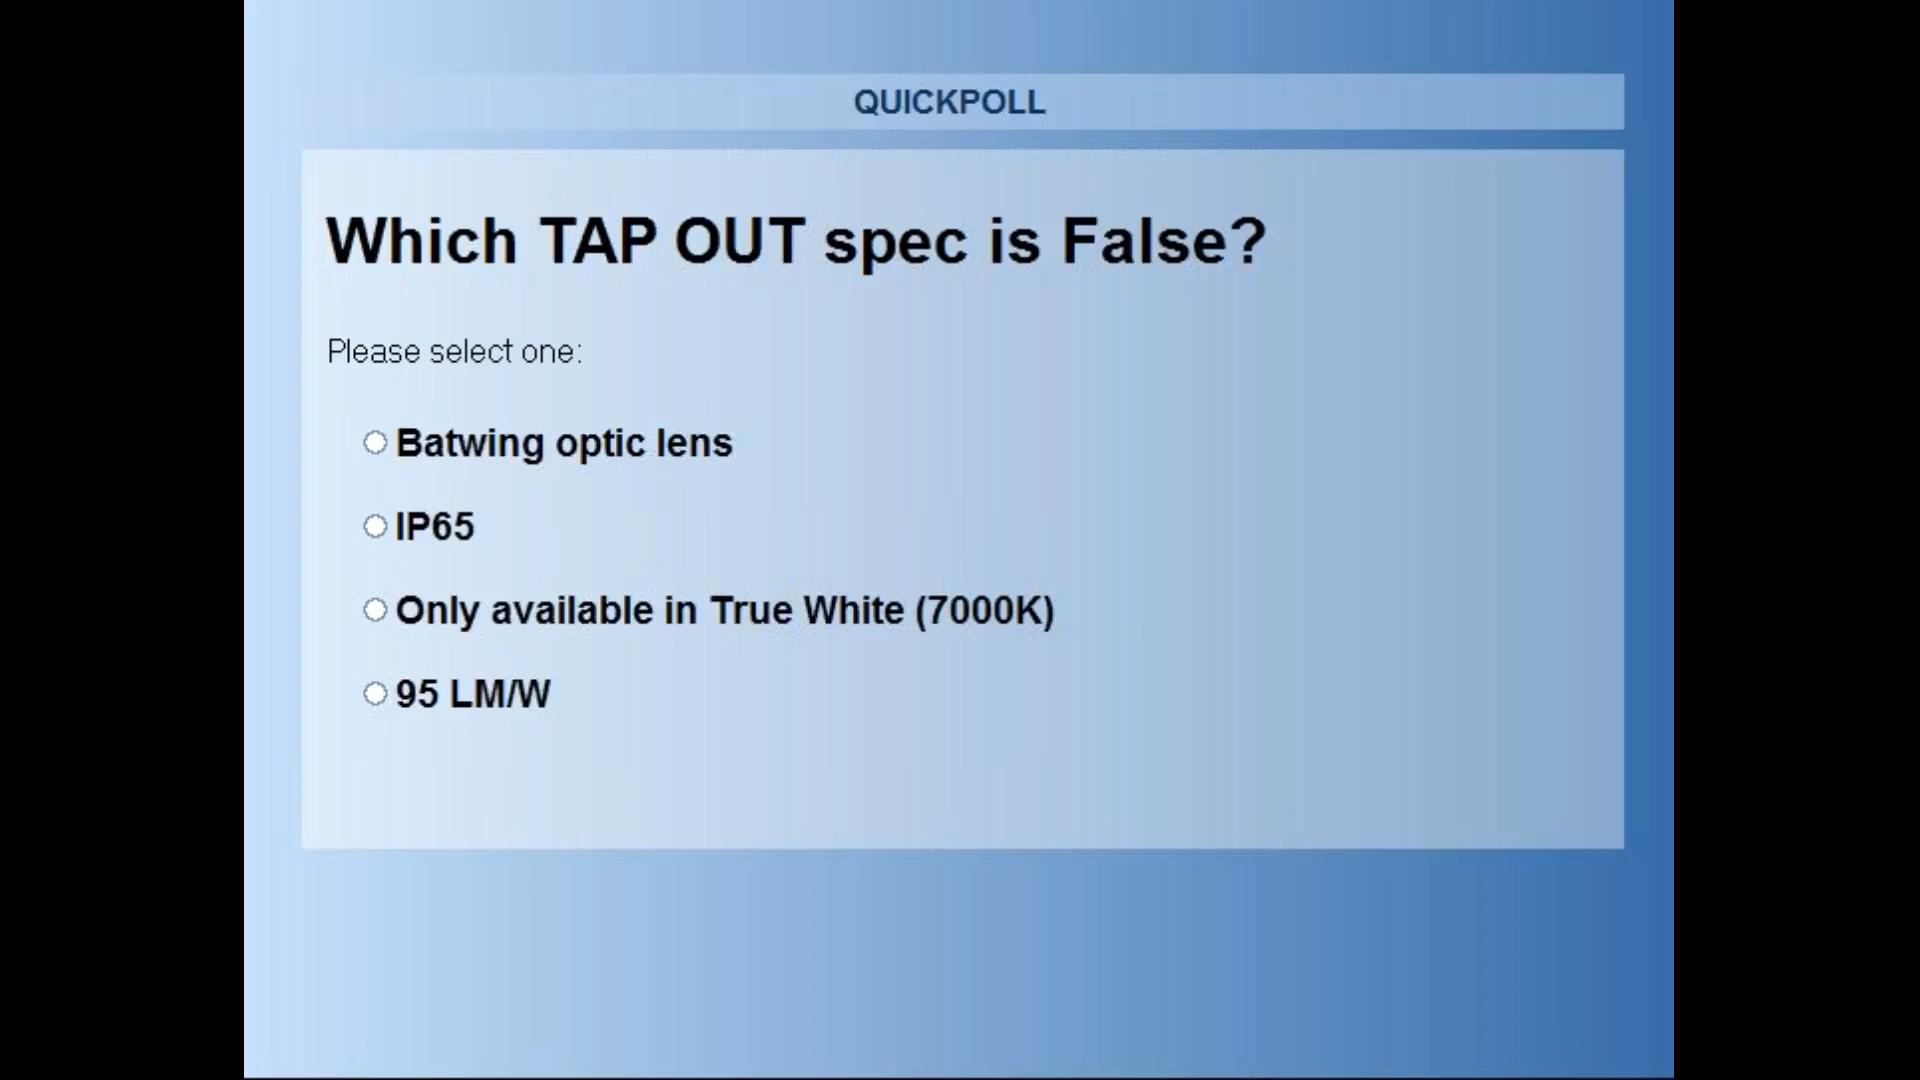 QUICKPOLL
Which TAP OUT spec is False?
Please select one:
Batwing optic lens
IP65
Only available in True White (7000K)
95 LM/W